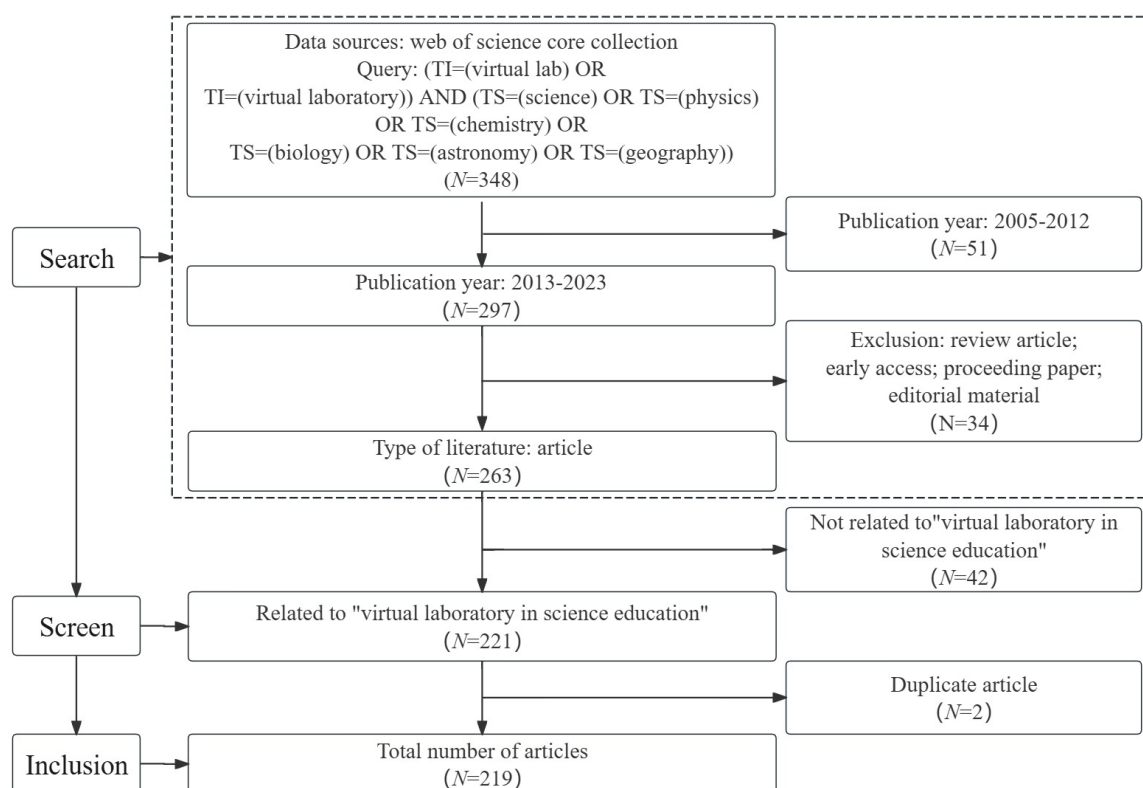 Data sources: web of science core collection
Query: (TI=(virtual lab) OR
TI=(virtual laboratory)) AND (TS=(science) OR TS=(physics)
OR TS=(chemistry) OR
TS=(biology) OR TS=(astronomy) OR TS=(geography))
(N=348)
Search
Publication year: 2005-2012
(N=51)
Publication year: 2013-2023
(N=297)
Exclusion: review article;
early access; proceeding paper;
editorial material
(N=34)
Type of literature: article
(N=263)
Not related to"virtual laboratory in
science education"
(N=42)
Screen
Related to "virtual laboratory in science education"
(N=221)
Duplicate article
(N=2)
Inclusion
Total number of articles
(N=219)